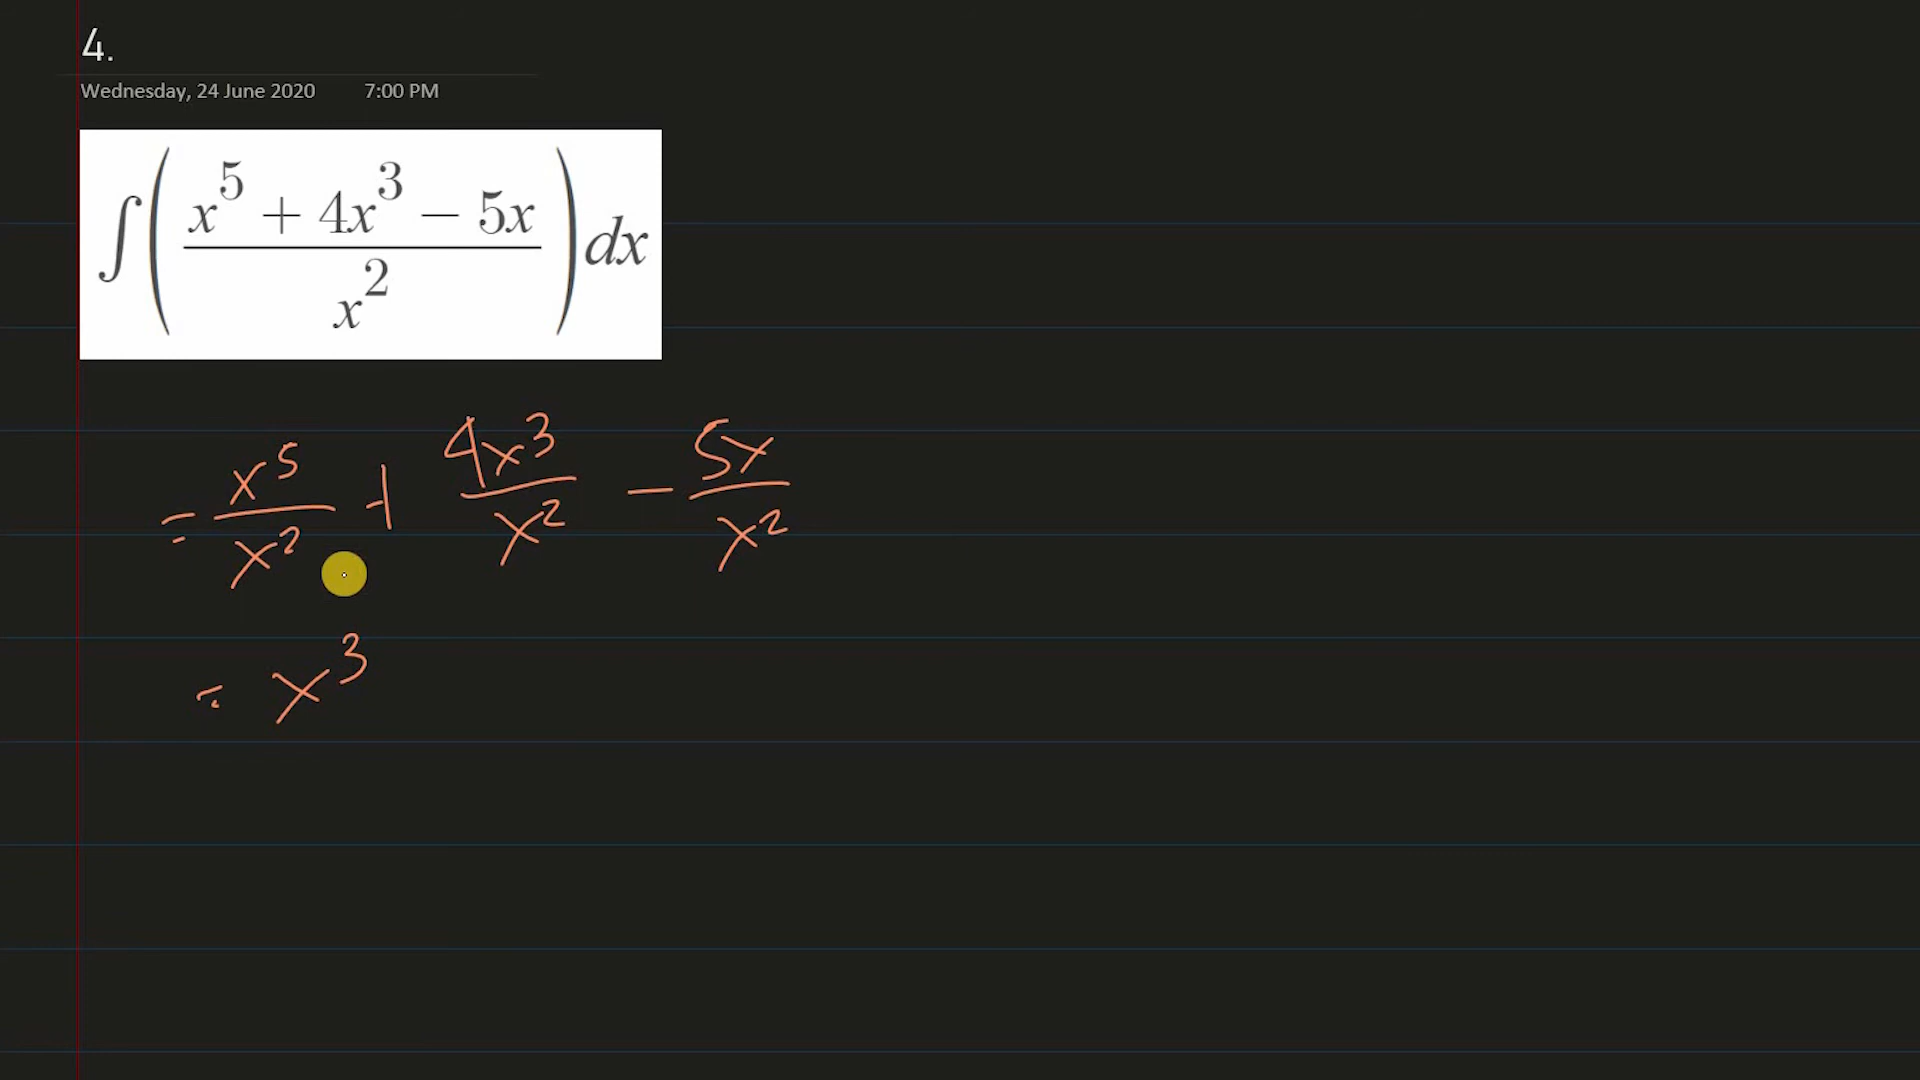 4.
Wednesday, 24 June 2020 7:00 PM
∫ ( (x^5 + 4x^3 − 5x) / x^2 ) dx
= x^5/x^2 + 4x^3/x^2 − 5x/x^2
= x^3